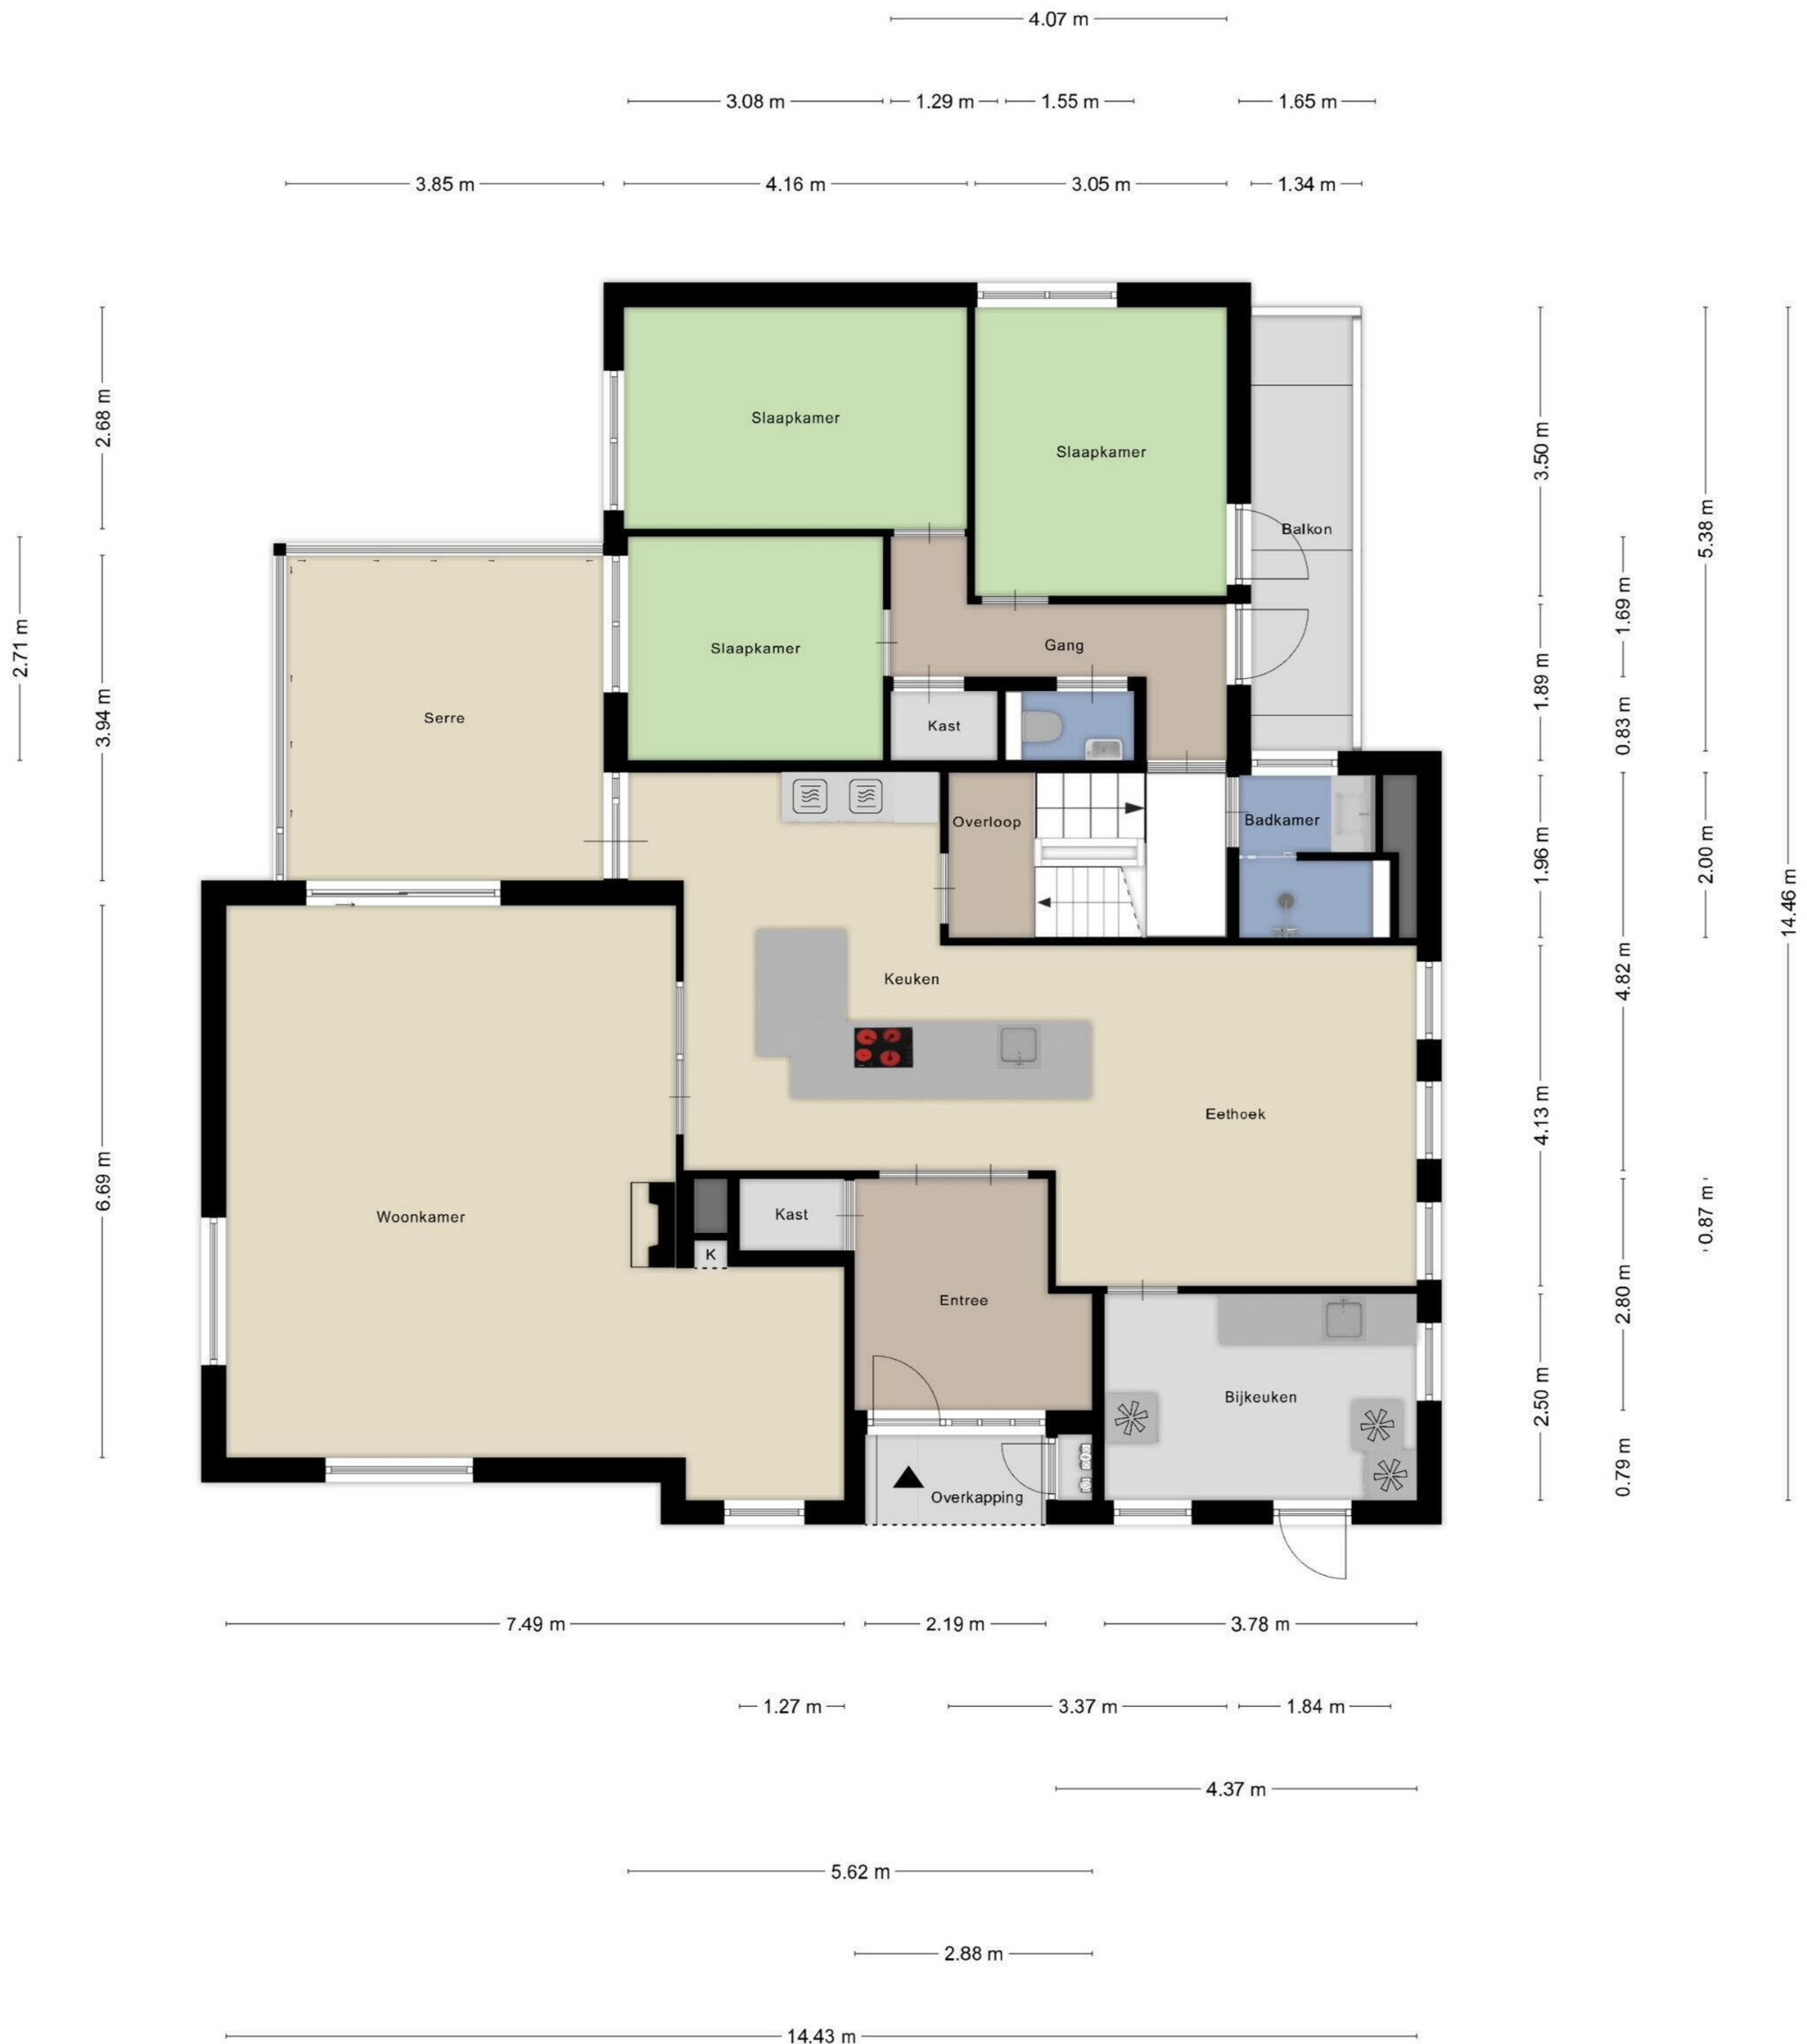 4.07 m
3.08 m
1.29 m
1.55 m
1.65 m
3.85 m
4.16 m
3.05 m
1.34 m
2.68 m
2.71 m
3.94 m
6.69 m
Slaapkamer
Slaapkamer
Balkon
Slaapkamer
Gang
Serre
Kast
Overloop
Badkamer
Keuken
Eethoek
Woonkamer
Kast
K
Entree
Bijkeuken
Overkapping
3.50 m
1.89 m
1.96 m
4.13 m
2.50 m
1.69 m
0.83 m
4.82 m
2.80 m
0.79 m
5.38 m
2.00 m
0.87 m
14.46 m
7.49 m
2.19 m
3.78 m
1.27 m
3.37 m
1.84 m
4.37 m
5.62 m
2.88 m
14.43 m